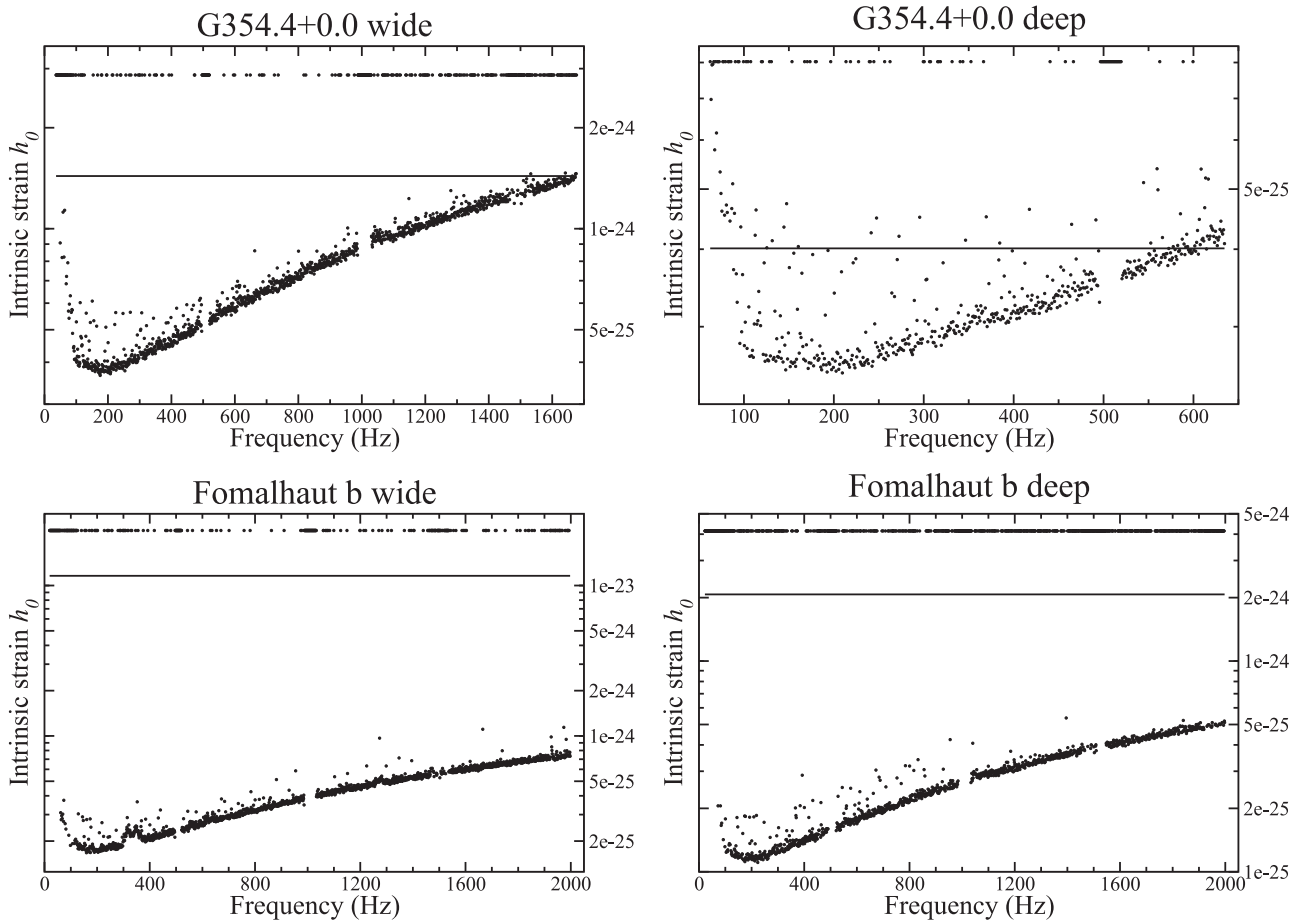 G354.4+0.0 wide
Intrinsic strain h0
2e-24
1e-24
5e-25
0 200 400 600 800 1000 1200 1400 1600
Frequency (Hz)
G354.4+0.0 deep
Intrinsic strain h0
5e-25
100 200 300 400 500 600
Frequency (Hz)
Fomalhaut b wide
Intrinsic strain h0
1e-23
5e-24
2e-24
1e-24
5e-25
2e-25
0 400 800 1200 1600 2000
Frequency (Hz)
Fomalhaut b deep
Intrinsic strain h0
5e-24
2e-24
1e-24
5e-25
2e-25
1e-25
0 400 800 1200 1600 2000
Frequency (Hz)